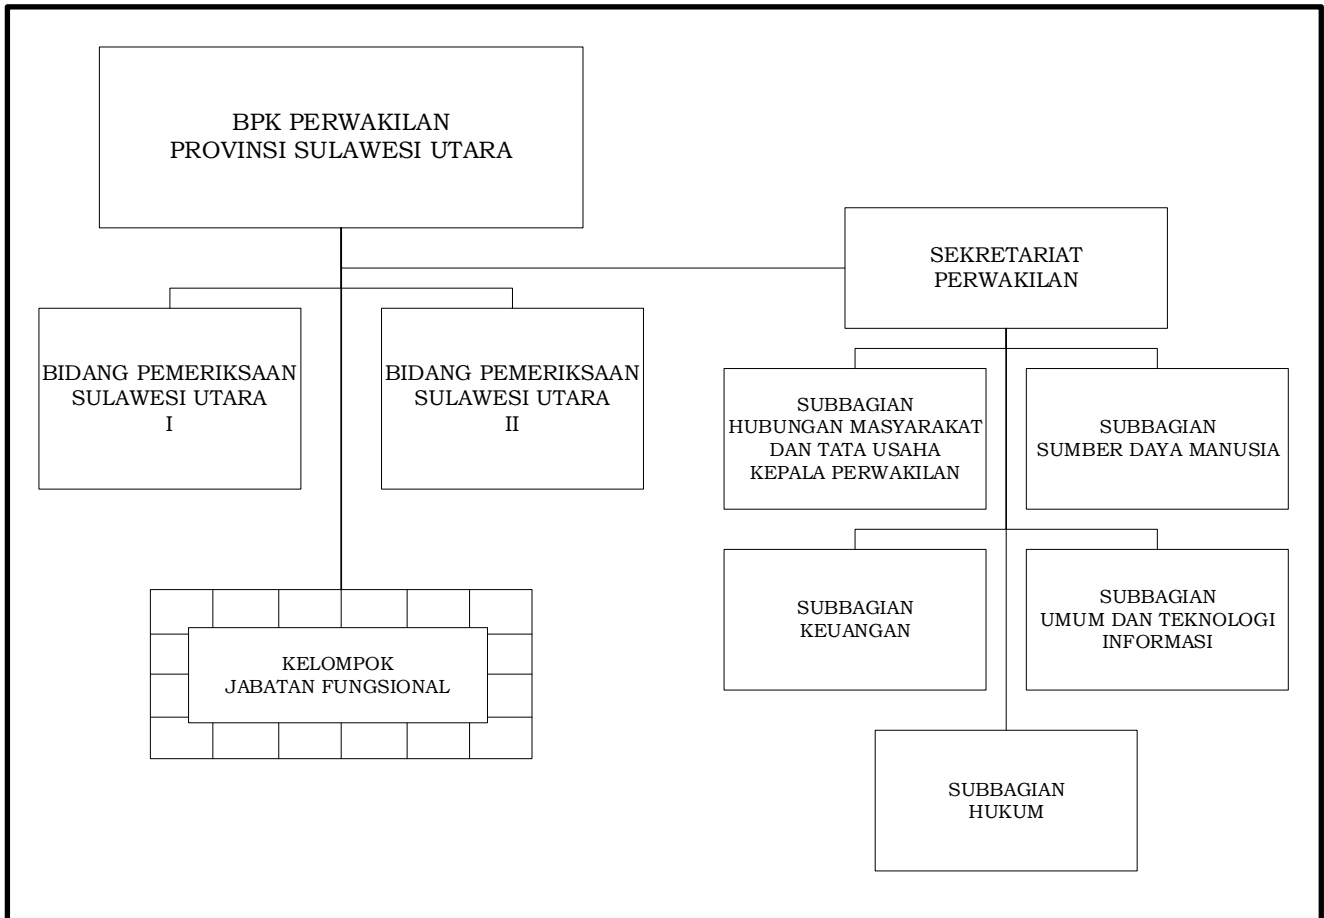 BPK PERWAKILAN
PROVINSI SULAWESI UTARA
SEKRETARIAT
PERWAKILAN
BIDANG PEMERIKSAAN
SULAWESI UTARA
I
BIDANG PEMERIKSAAN
SULAWESI UTARA
II
SUBBAGIAN
HUBUNGAN MASYARAKAT
DAN TATA USAHA
KEPALA PERWAKILAN
SUBBAGIAN
SUMBER DAYA MANUSIA
SUBBAGIAN
KEUANGAN
SUBBAGIAN
UMUM DAN TEKNOLOGI
INFORMASI
KELOMPOK
JABATAN FUNGSIONAL
SUBBAGIAN
HUKUM